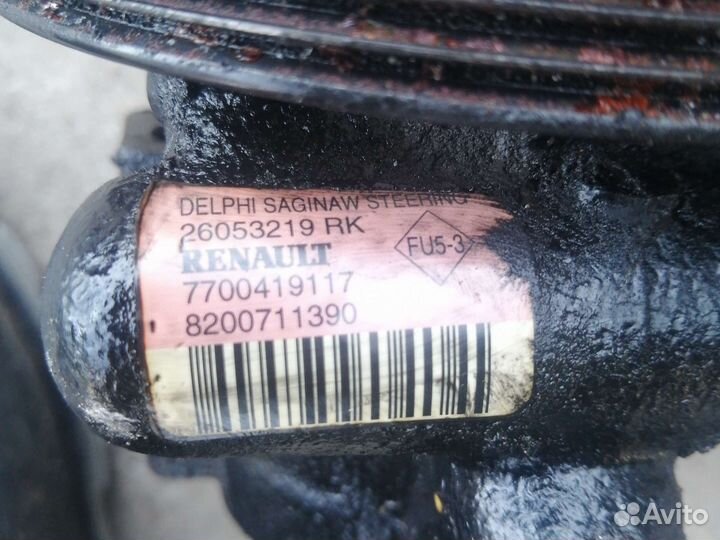 DELPHI SAGINAW STEERING
26053219 RK
RENAULT
FU5-3
7700419117
8200711390
Avito